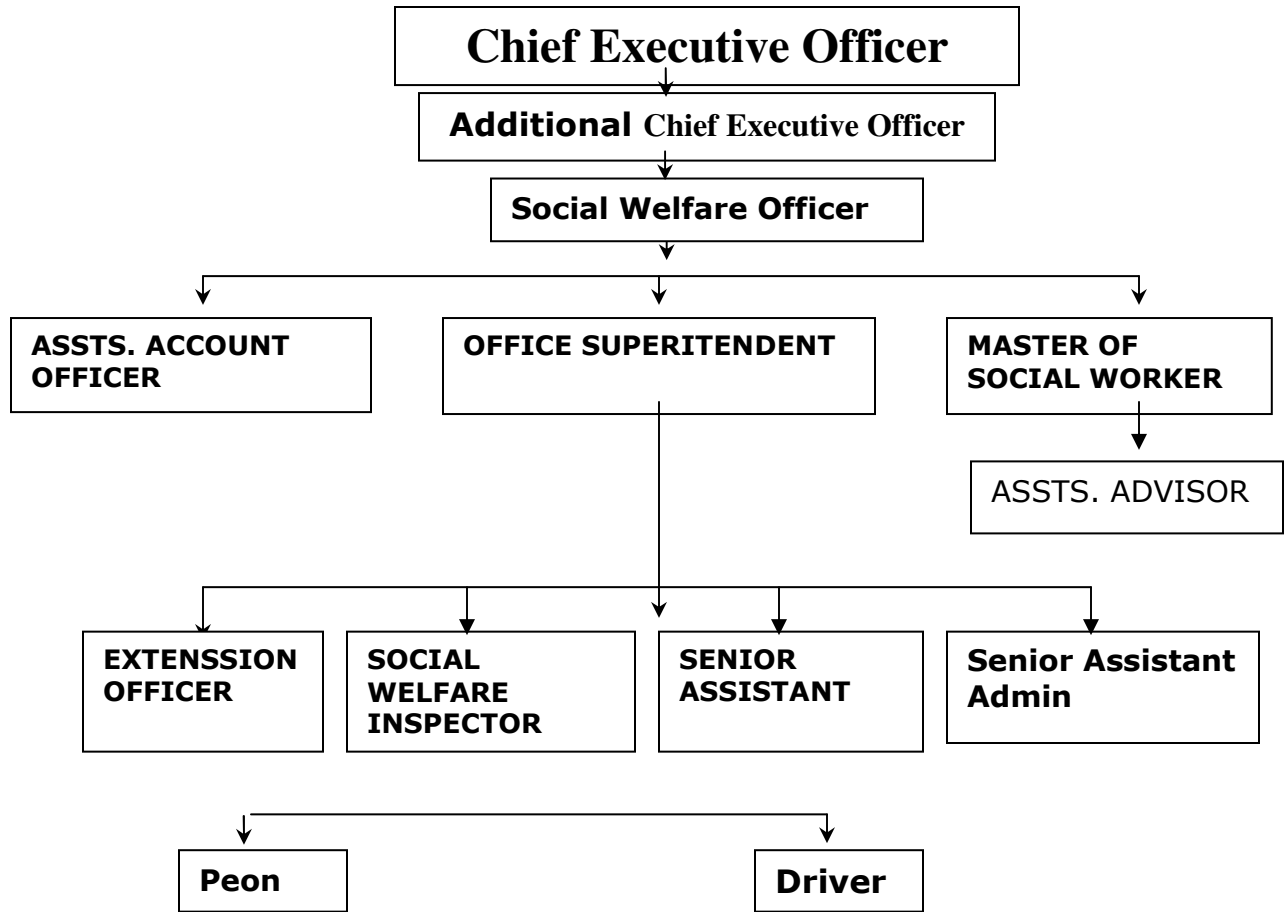 Chief Executive Officer
Additional Chief Executive Officer
Social Welfare Officer
ASSTS. ACCOUNT
OFFICER
OFFICE SUPERITENDENT
MASTER OF
SOCIAL WORKER
ASSTS. ADVISOR
EXTENSSION
OFFICER
SOCIAL
WELFARE
INSPECTOR
SENIOR
ASSISTANT
Senior Assistant
Admin
Peon
Driver